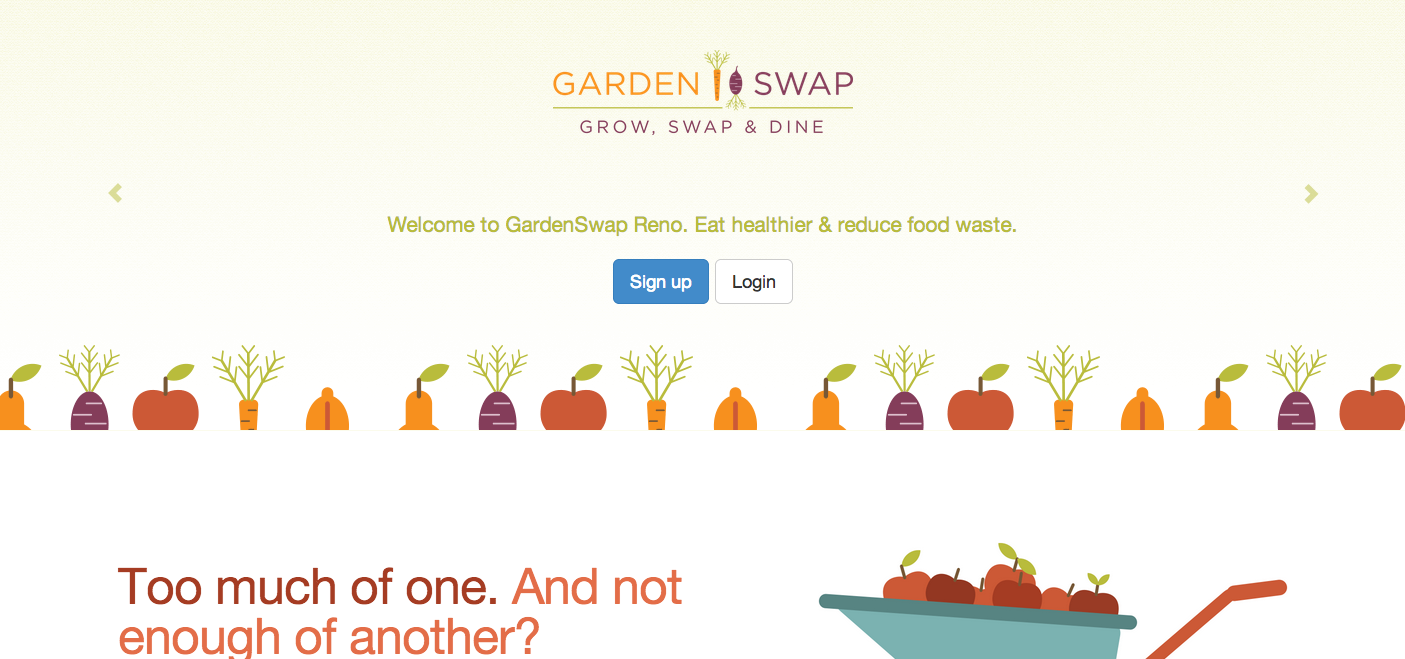 GARDEN SWAP
GROW, SWAP & DINE
Welcome to GardenSwap Reno. Eat healthier & reduce food waste.
Sign up Login
Too much of one. And not
enough of another?